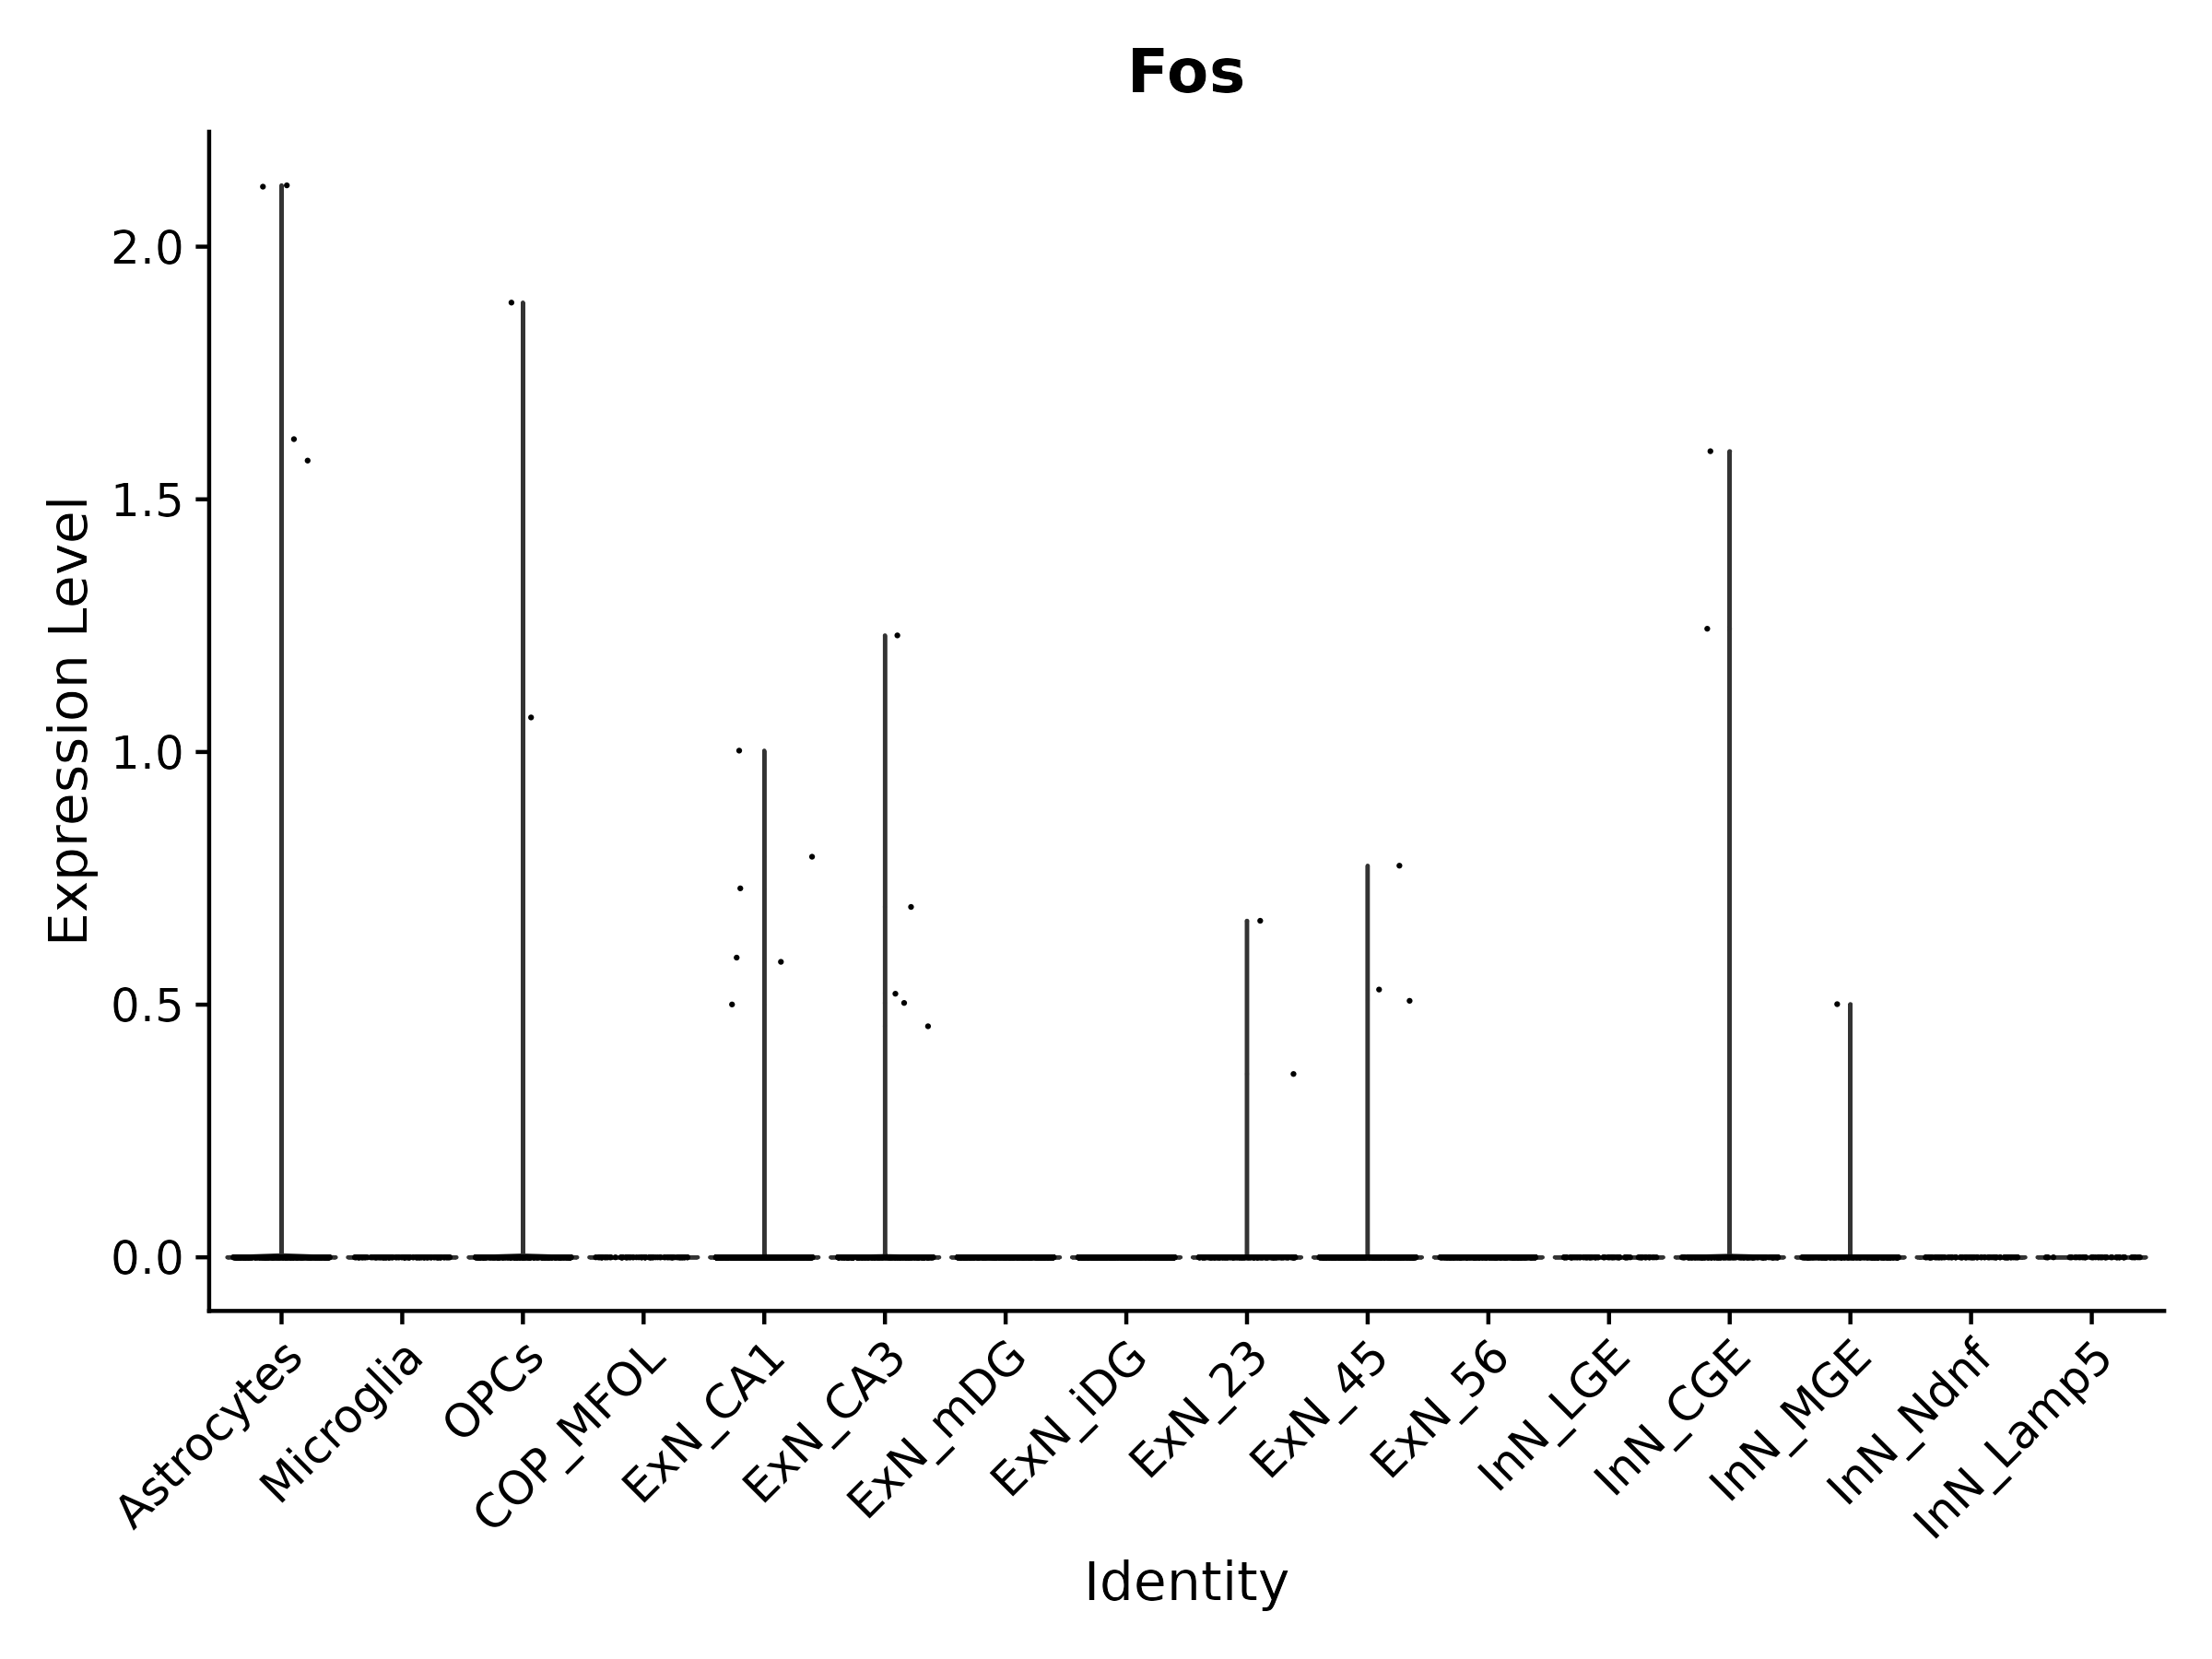 Fos
Expression Level
2.0
1.5
1.0
0.5
0.0
Astrocytes
Microglia
OPCs
COP_MFOL
ExN_CA1
ExN_CA3
ExN_mDG
ExN_iDG
ExN_23
ExN_45
ExN_56
InN_LGE
InN_CGE
InN_MGE
InN_Ndnf
InN_Lamp5
Identity